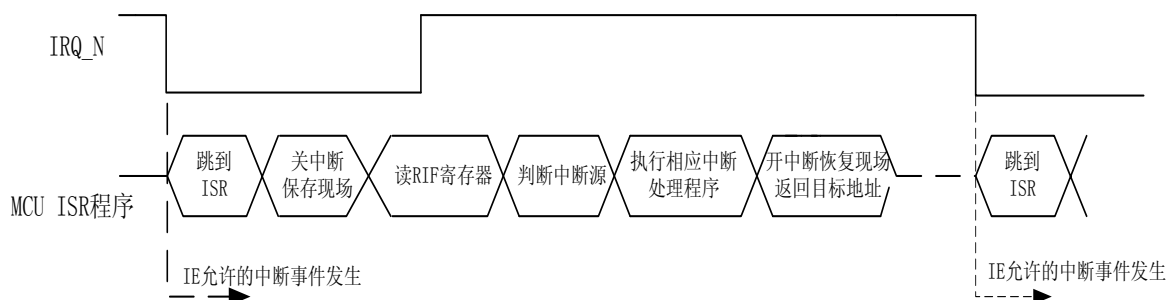 IRQ_N
MCU ISR程序
跳到
ISR
关中断
保存现场
读RIF寄存器
判断中断源
执行相应中断
处理程序
开中断恢复现场
返回目标地址
跳到
ISR
IE允许的中断事件发生
IE允许的中断事件发生